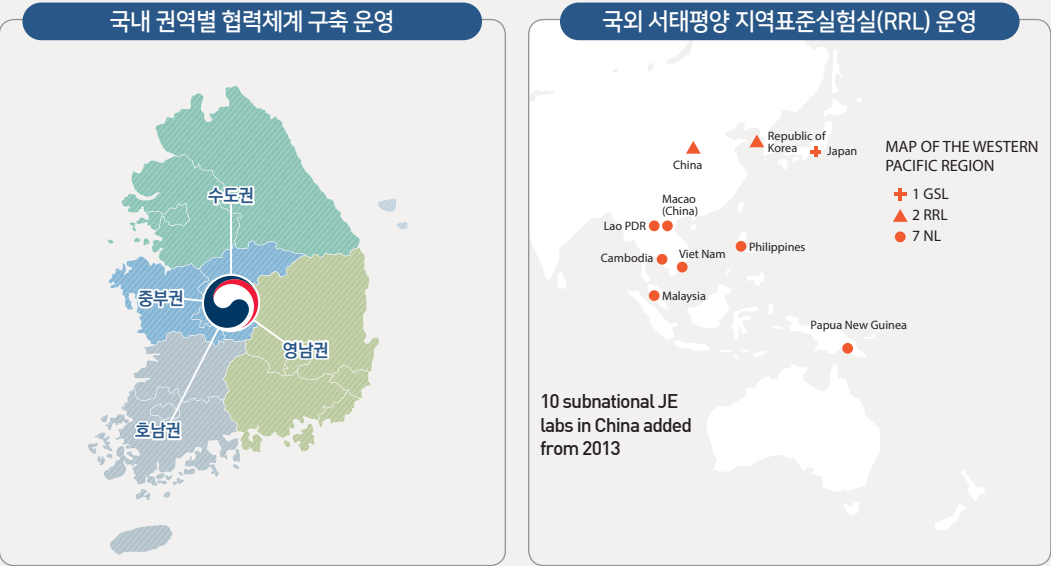 국내 권역별 협력체계 구축 운영
수도권
중부권
영남권
호남권
국외 서태평양 지역표준실험실(RRL) 운영
Republic of
Korea
Japan
China
Macao
(China)
Lao PDR
Cambodia
Viet Nam
Philippines
Malaysia
Papua New Guinea
MAP OF THE WESTERN
PACIFIC REGION
1 GSL
2 RRL
7 NL
10 subnational JE
labs in China added
from 2013